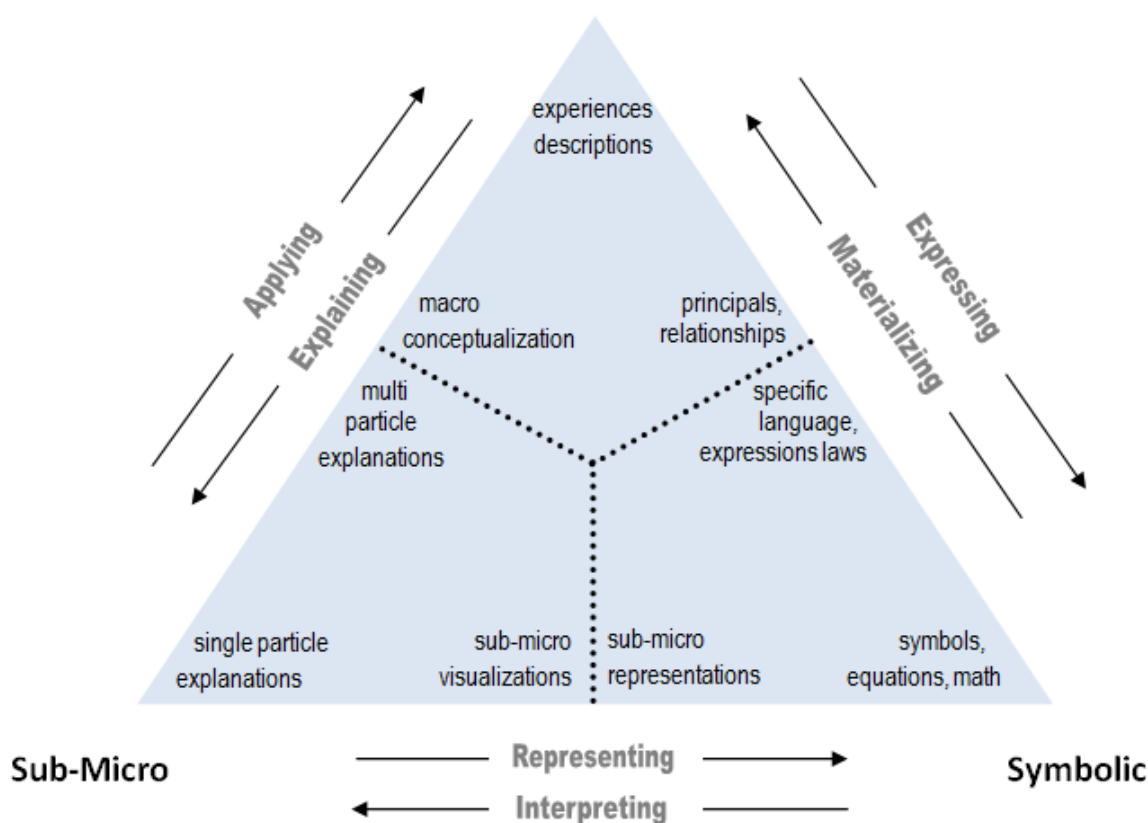 experiences
descriptions
Applying
Explaining
Expressing
Materializing
macro
conceptualization
principals,
relationships
multi
particle
explanations
specific
language,
expressions laws
single particle
explanations
sub-micro
visualizations
sub-micro
representations
symbols,
equations, math
Sub-Micro
Representing
Symbolic
Interpreting